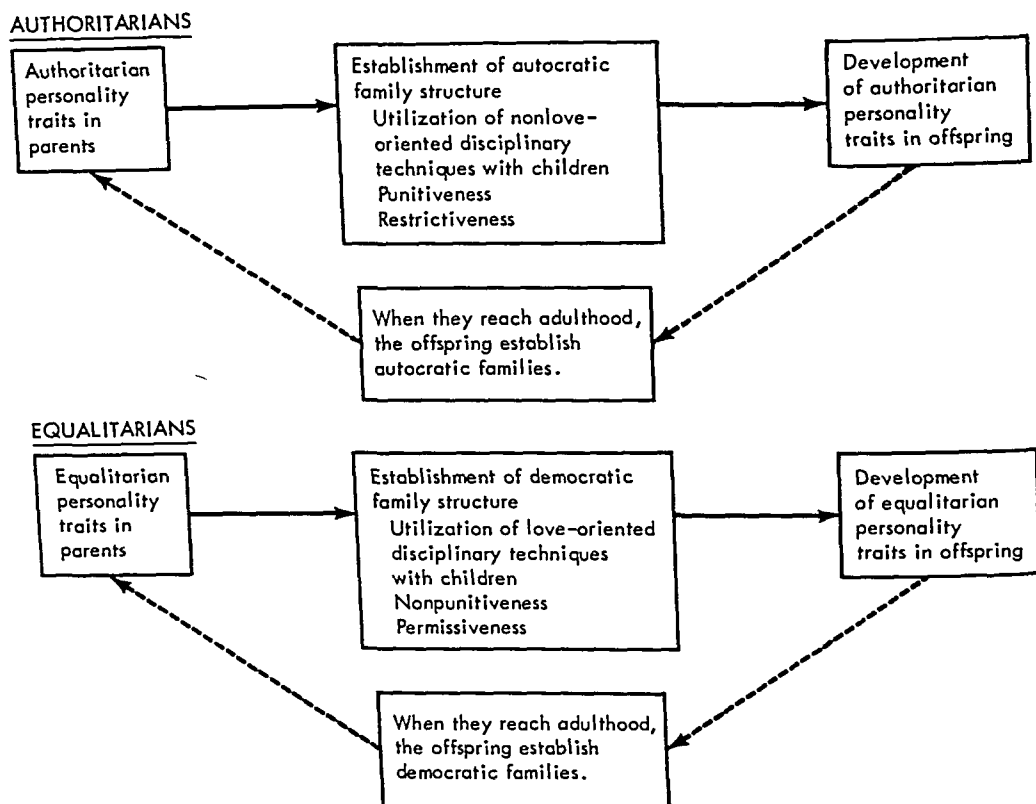 AUTHORITARIANS
Authoritarian
personality
traits in
parents
Establishment of autocratic
family structure
Utilization of nonlove-
oriented disciplinary
techniques with children
Punitiveness
Restrictiveness
Development
of authoritarian
personality
traits in offspring
When they reach adulthood,
the offspring establish
autocratic families.
EQUALITARIANS
Equalitarian
personality
traits in
parents
Establishment of democratic
family structure
Utilization of love-oriented
disciplinary techniques
with children
Nonpunitiveness
Permissiveness
Development
of equalitarian
personality
traits in offspring
When they reach adulthood,
the offspring establish
democratic families.